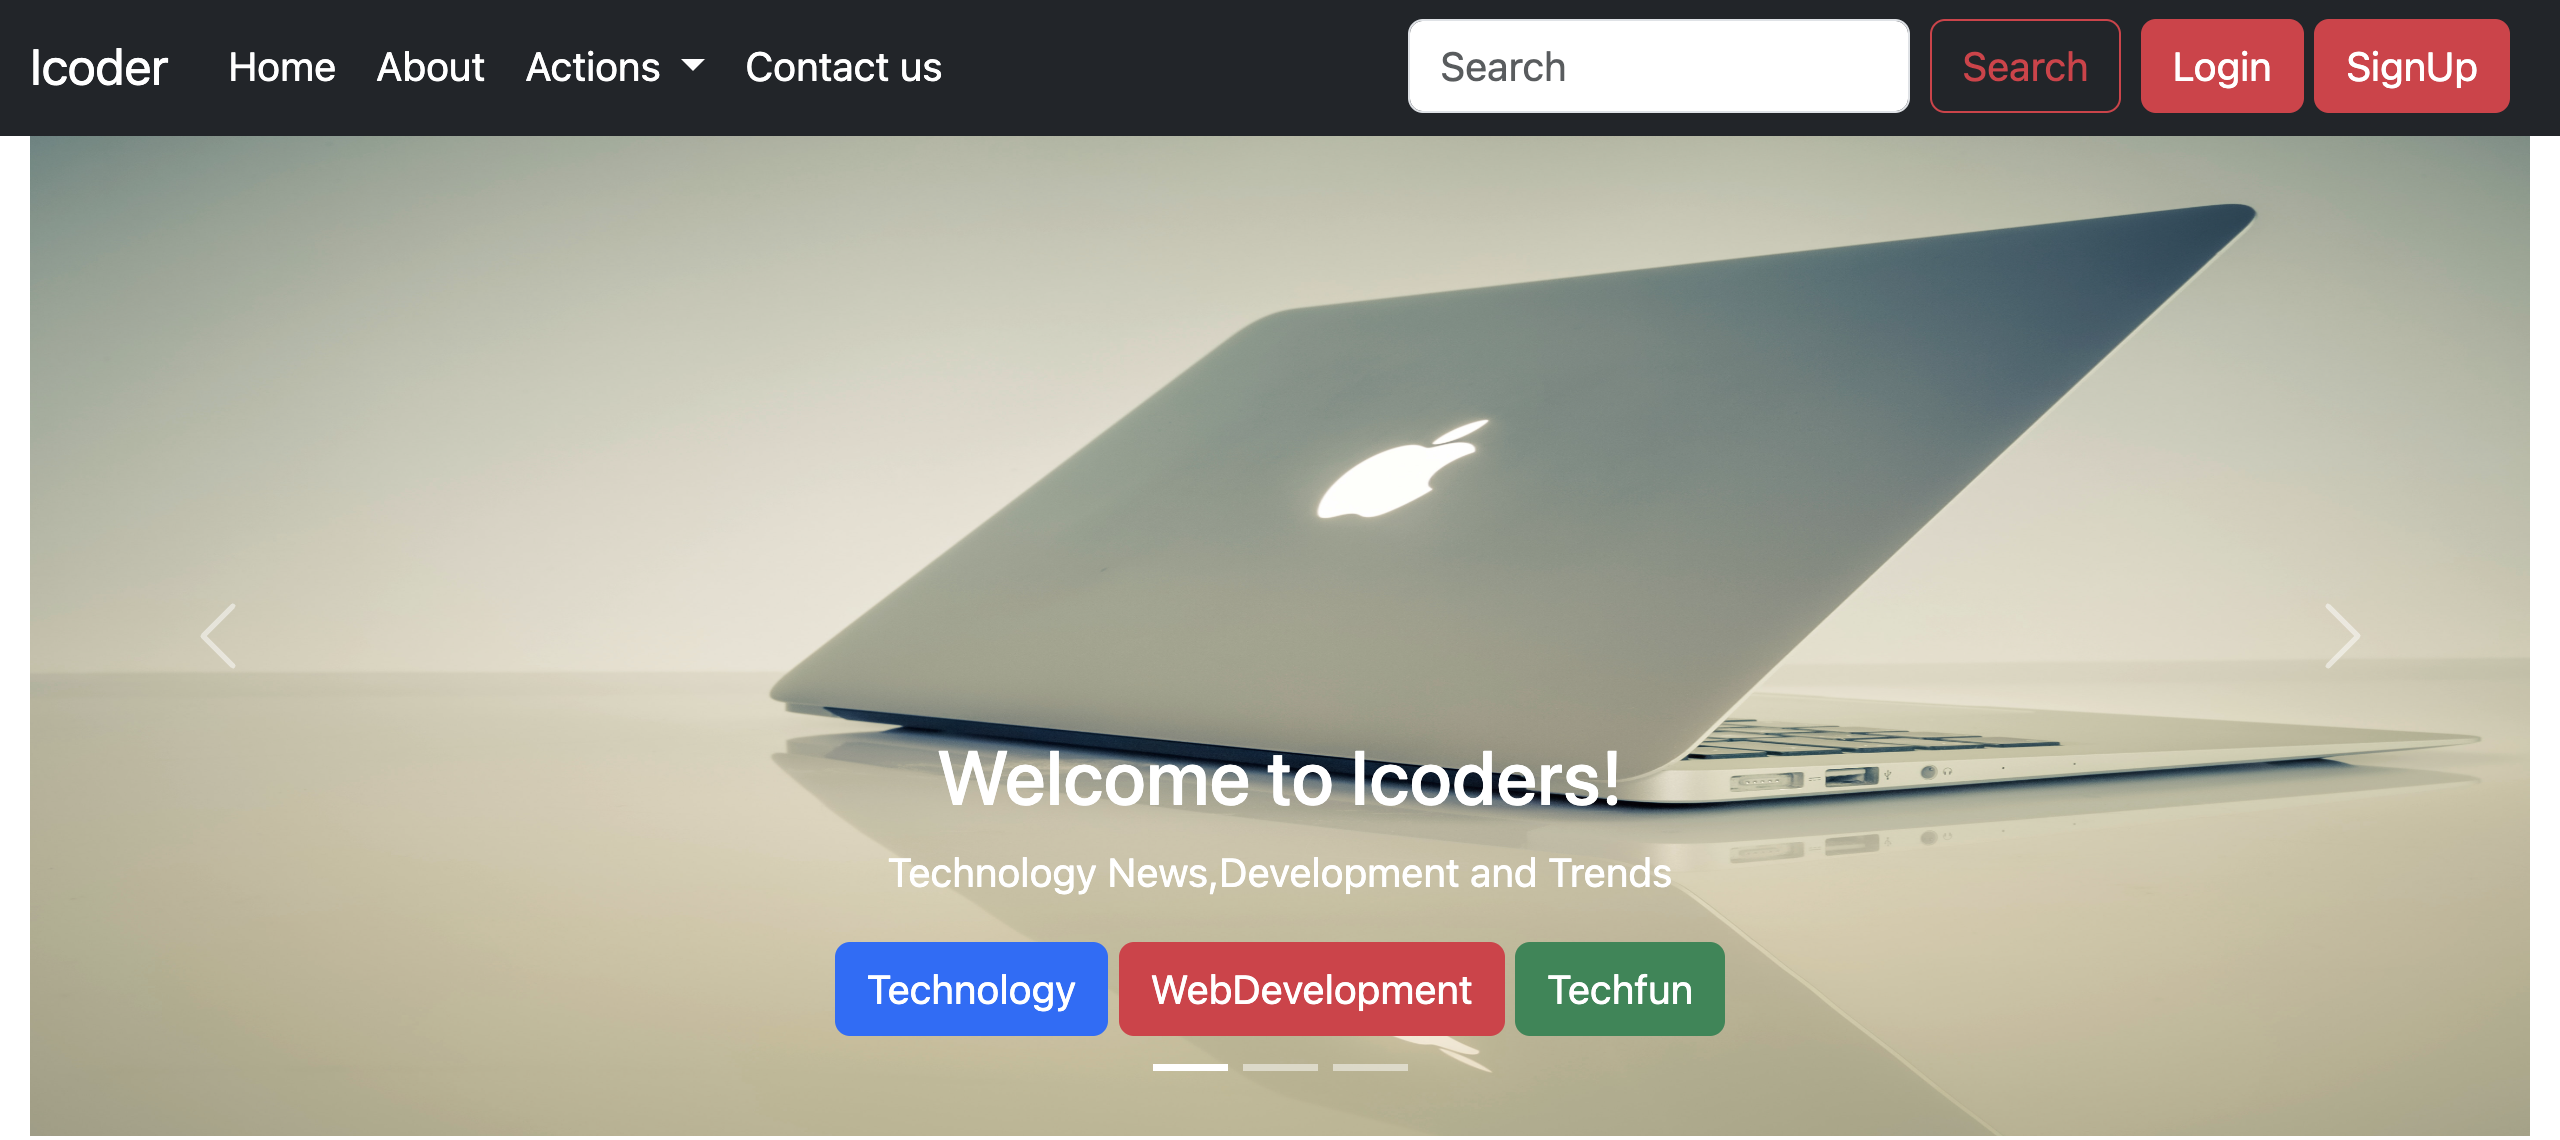 Icoder Home About Actions Contact us Search Search Login SignUp
Welcome to Icoders!
Technology News,Development and Trends
Technology WebDevelopment Techfun